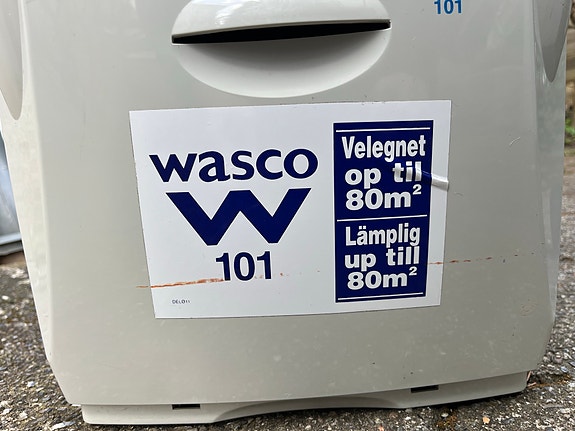 101
wasco
W
101
Velegnet
op til
80m²
Lämplig
up till
80m²